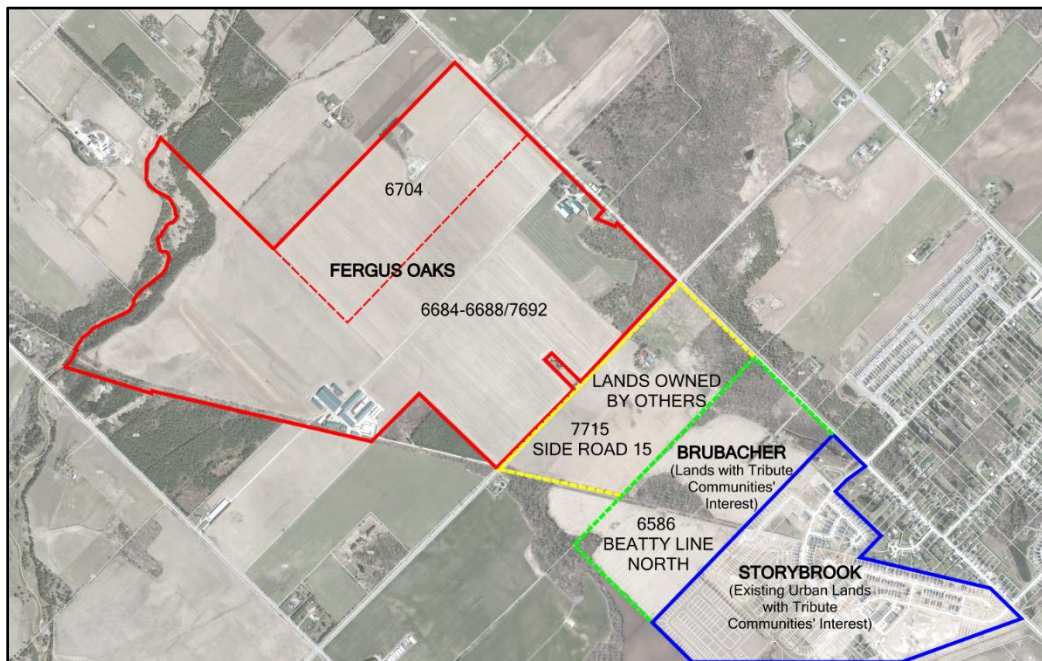 6704
FERGUS OAKS
6684-6688/7692
LANDS OWNED
BY OTHERS
7715
SIDE ROAD 15
BRUBACHER
(Lands with Tribute
Communities'
Interest)
6586
BEATTY LINE
NORTH
STORYBROOK
(Existing Urban Lands
with Tribute
Communities' Interest)